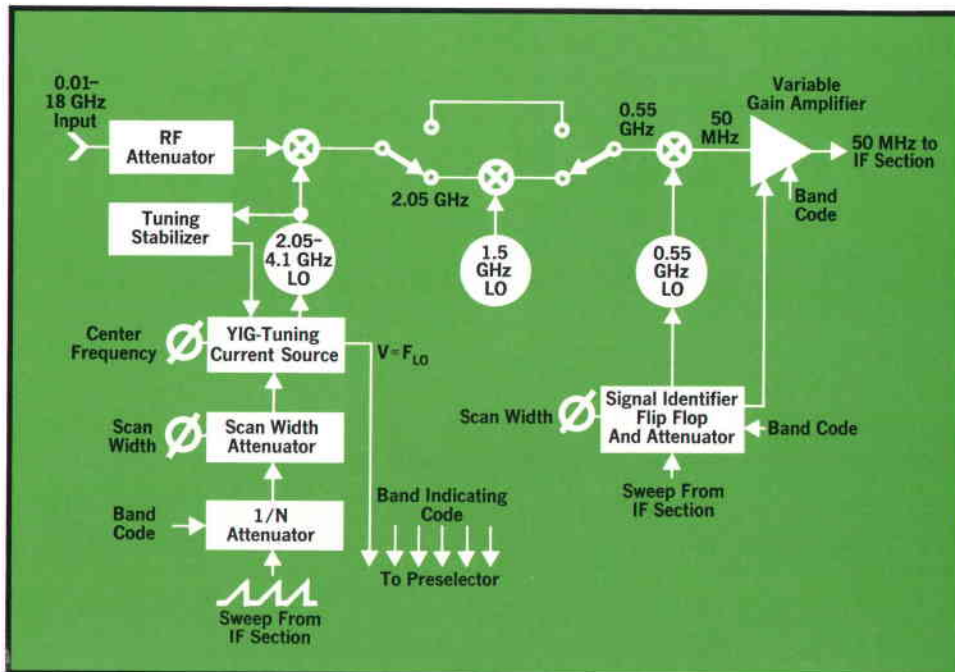 0.01–
18 GHz
Input
RF
Attenuator
2.05 GHz
0.55
GHz
50
MHz
Variable
Gain Amplifier
50 MHz to
IF Section
Band
Code
Tuning
Stabilizer
2.05–
4.1 GHz
LO
1.5
GHz
LO
0.55
GHz
LO
Center
Frequency
YIG-Tuning
Current Source
V=FLO
Scan
Width
Scan Width
Attenuator
Scan Width
Signal Identifier
Flip Flop
And Attenuator
Band Code
Sweep From
IF Section
Band
Code
1/N
Attenuator
Band Indicating
Code
To Preselector
Sweep From
IF Section